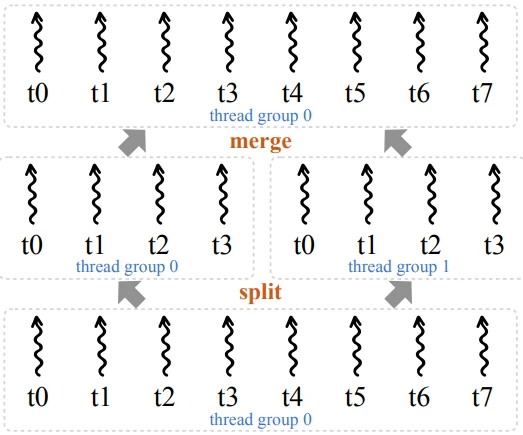 t0 t1 t2 t3 t4 t5 t6 t7
thread group 0
merge
t0 t1 t2 t3 t0 t1 t2 t3
thread group 0 thread group 1
split
t0 t1 t2 t3 t4 t5 t6 t7
thread group 0